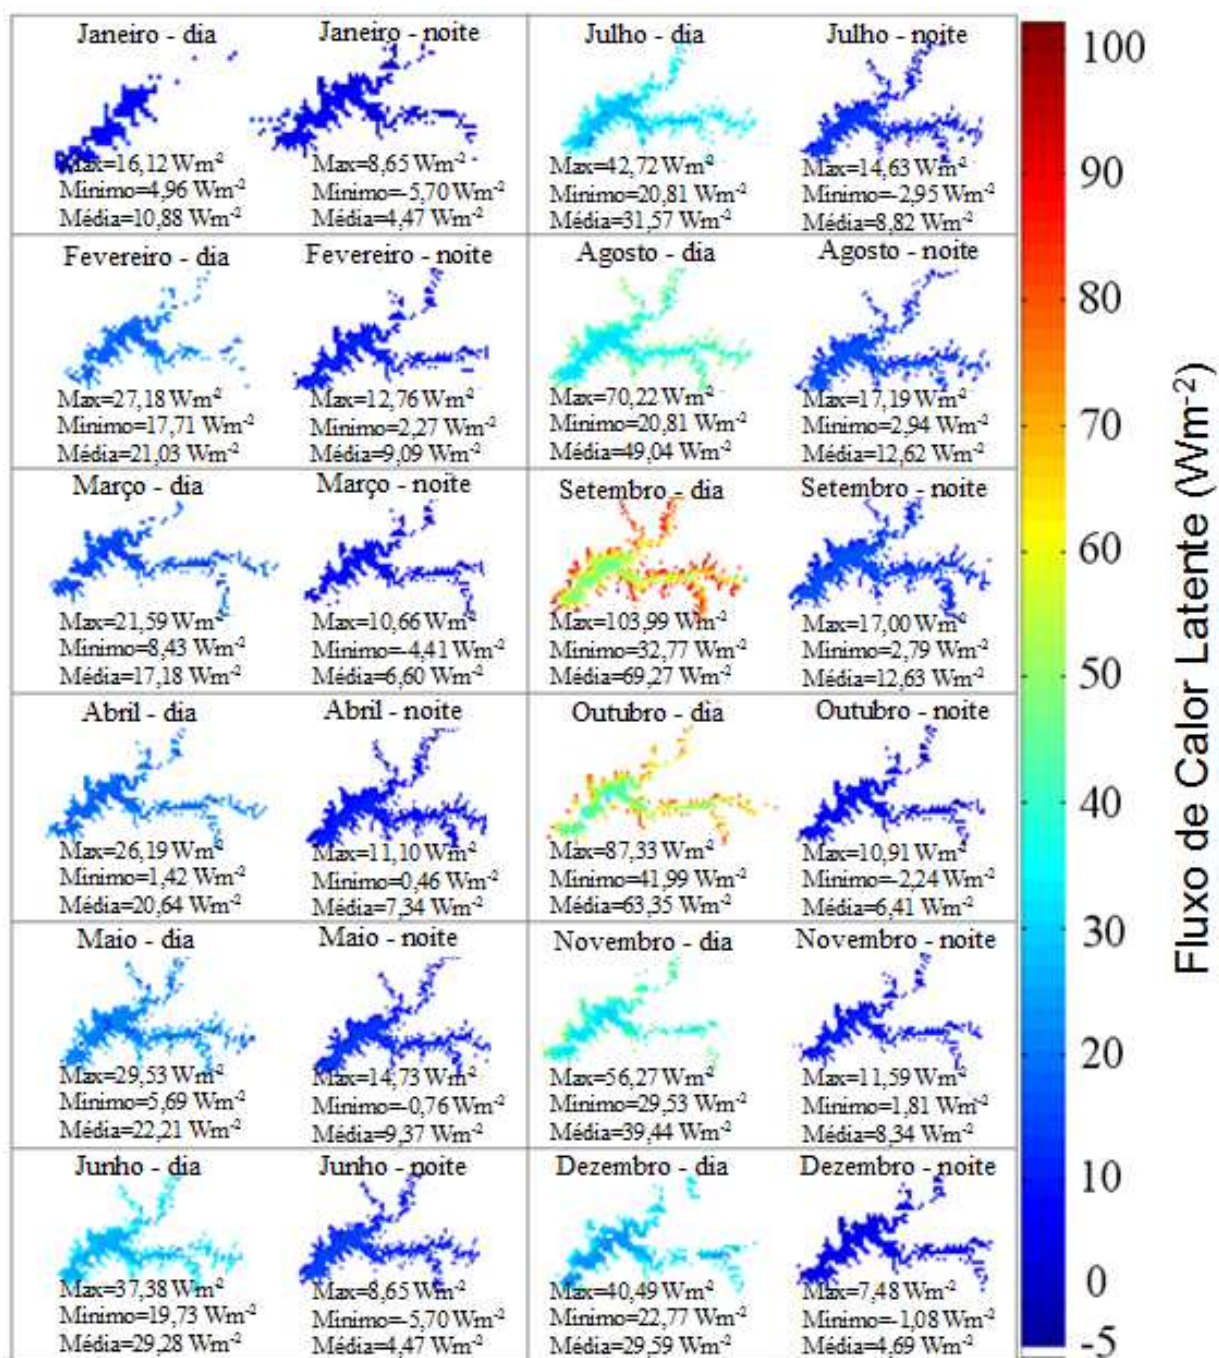 Janeiro - dia
Max=16,12 Wm-2
Minimo=4,96 Wm-2
Média=10,88 Wm-2
Janeiro - noite
Max=8,65 Wm-2
Minimo=-5,70 Wm-2
Média=4,47 Wm-2
Julho - dia
Max=42,72 Wm-2
Minimo=20,81 Wm-2
Média=31,57 Wm-2
Julho - noite
Max=14,63 Wm-2
Minimo=-2,95 Wm-2
Média=8,82 Wm-2
Fevereiro - dia
Max=27,18 Wm-2
Minimo=17,71 Wm-2
Média=21,03 Wm-2
Fevereiro - noite
Max=12,76 Wm-2
Minimo=2,27 Wm-2
Média=9,09 Wm-2
Agosto - dia
Max=70,22 Wm-2
Minimo=20,81 Wm-2
Média=49,04 Wm-2
Agosto - noite
Max=17,19 Wm-2
Minimo=2,94 Wm-2
Média=12,62 Wm-2
Março - dia
Max=21,59 Wm-2
Minimo=8,43 Wm-2
Média=17,18 Wm-2
Março - noite
Max=10,66 Wm-2
Minimo=-4,41 Wm-2
Média=6,60 Wm-2
Setembro - dia
Max=103,99 Wm-2
Minimo=32,77 Wm-2
Média=69,27 Wm-2
Setembro - noite
Max=17,00 Wm-2
Minimo=2,79 Wm-2
Média=12,63 Wm-2
Abril - dia
Max=26,19 Wm-2
Minimo=1,42 Wm-2
Média=20,64 Wm-2
Abril - noite
Max=11,10 Wm-2
Minimo=0,46 Wm-2
Média=7,34 Wm-2
Outubro - dia
Max=87,33 Wm-2
Minimo=41,99 Wm-2
Média=63,35 Wm-2
Outubro - noite
Max=10,91 Wm-2
Minimo=-2,24 Wm-2
Média=6,41 Wm-2
Maio - dia
Max=29,53 Wm-2
Minimo=5,69 Wm-2
Média=22,21 Wm-2
Maio - noite
Max=14,73 Wm-2
Minimo=-0,76 Wm-2
Média=9,37 Wm-2
Novembro - dia
Max=56,27 Wm-2
Minimo=29,53 Wm-2
Média=39,44 Wm-2
Novembro - noite
Max=11,59 Wm-2
Minimo=1,81 Wm-2
Média=8,34 Wm-2
Junho - dia
Max=37,38 Wm-2
Minimo=19,73 Wm-2
Média=29,28 Wm-2
Junho - noite
Max=8,65 Wm-2
Minimo=-5,70 Wm-2
Média=4,47 Wm-2
Dezembro - dia
Max=40,49 Wm-2
Minimo=22,77 Wm-2
Média=29,59 Wm-2
Dezembro - noite
Max=7,48 Wm-2
Minimo=-1,08 Wm-2
Média=4,69 Wm-2
100
90
80
70
60
50
40
30
20
10
0
-5
Fluxo de Calor Latente (Wm-2)